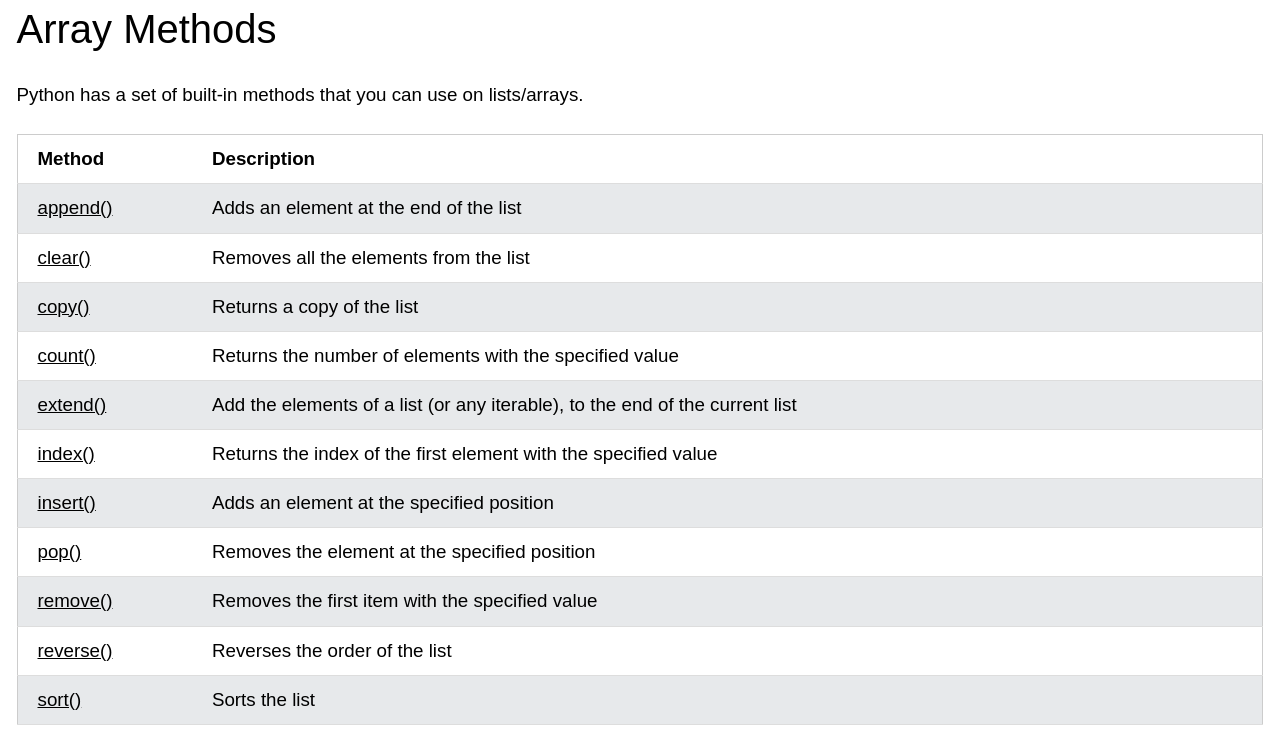 Array Methods
Python has a set of built-in methods that you can use on lists/arrays.
Method Description
append() Adds an element at the end of the list
clear() Removes all the elements from the list
copy() Returns a copy of the list
count() Returns the number of elements with the specified value
extend() Add the elements of a list (or any iterable), to the end of the current list
index() Returns the index of the first element with the specified value
insert() Adds an element at the specified position
pop() Removes the element at the specified position
remove() Removes the first item with the specified value
reverse() Reverses the order of the list
sort() Sorts the list